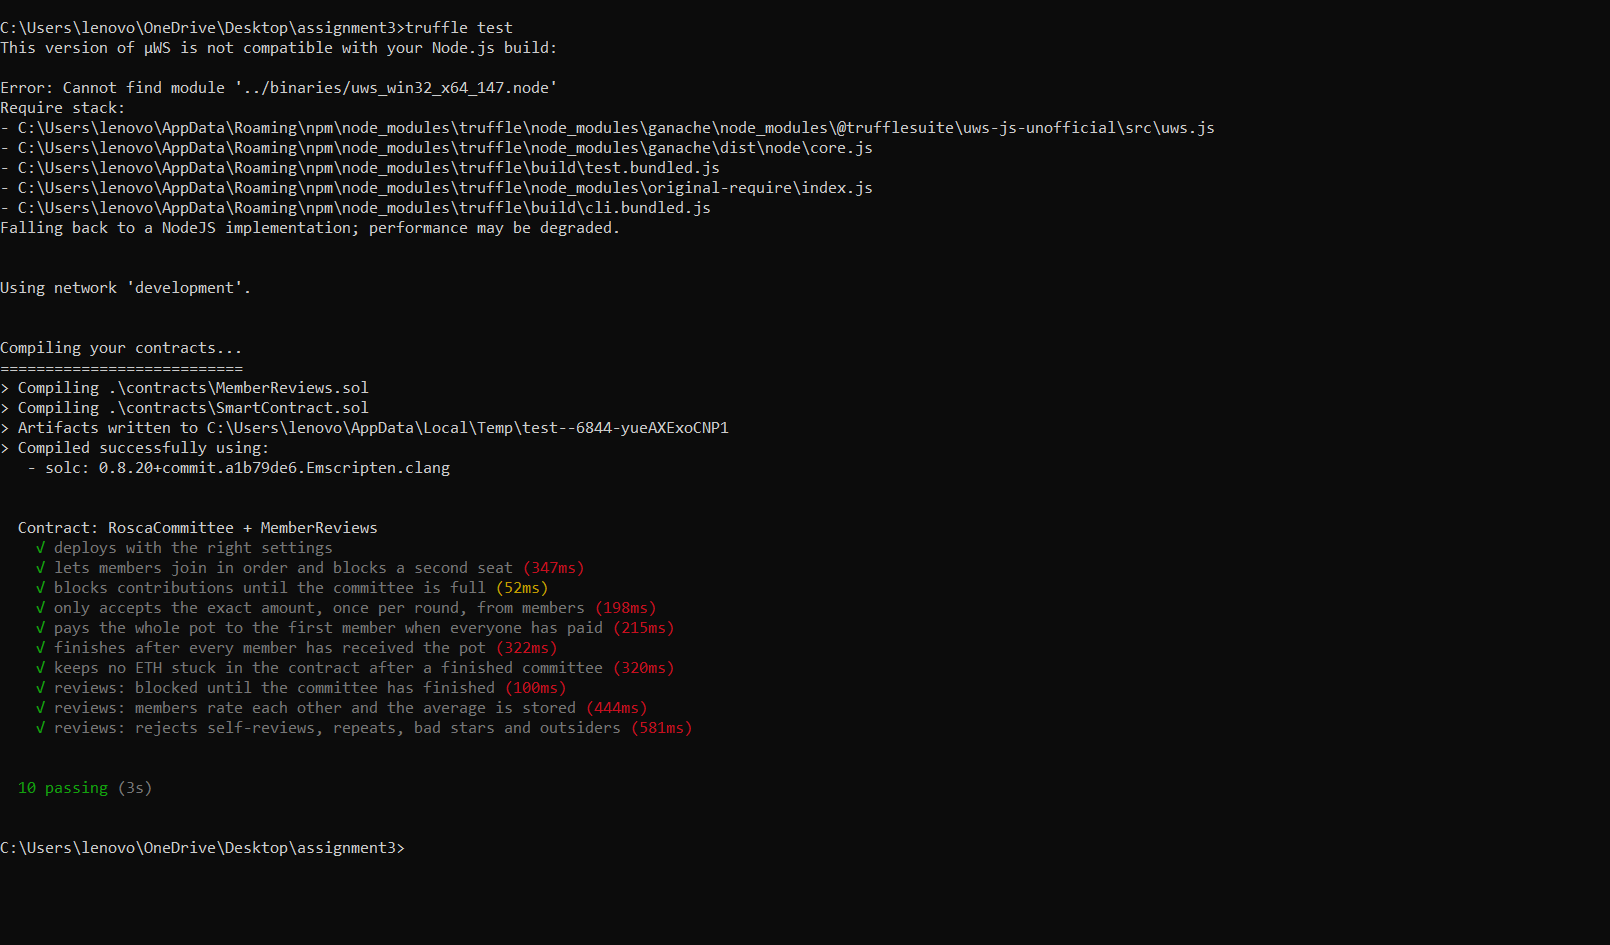 C:\Users\lenovo\OneDrive\Desktop\assignment3>truffle test
This version of µWS is not compatible with your Node.js build:
Error: Cannot find module '../binaries/uws_win32_x64_147.node'
Require stack:
- C:\Users\lenovo\AppData\Roaming\npm\node_modules\truffle\node_modules\ganache\node_modules\@trufflesuite\uws-js-unofficial\src\uws.js
- C:\Users\lenovo\AppData\Roaming\npm\node_modules\truffle\node_modules\ganache\dist\node\core.js
- C:\Users\lenovo\AppData\Roaming\npm\node_modules\truffle\build\test.bundled.js
- C:\Users\lenovo\AppData\Roaming\npm\node_modules\truffle\node_modules\original-require\index.js
- C:\Users\lenovo\AppData\Roaming\npm\node_modules\truffle\build\cli.bundled.js
Falling back to a NodeJS implementation; performance may be degraded.
Using network 'development'.
Compiling your contracts...
===========================
> Compiling .\contracts\MemberReviews.sol
> Compiling .\contracts\SmartContract.sol
> Artifacts written to C:\Users\lenovo\AppData\Local\Temp\test--6844-yueAXExoCNP1
> Compiled successfully using:
   - solc: 0.8.20+commit.a1b79de6.Emscripten.clang
  Contract: RoscaCommittee + MemberReviews
    √ deploys with the right settings
    √ lets members join in order and blocks a second seat (347ms)
    √ blocks contributions until the committee is full (52ms)
    √ only accepts the exact amount, once per round, from members (198ms)
    √ pays the whole pot to the first member when everyone has paid (215ms)
    √ finishes after every member has received the pot (322ms)
    √ keeps no ETH stuck in the contract after a finished committee (320ms)
    √ reviews: blocked until the committee has finished (100ms)
    √ reviews: members rate each other and the average is stored (444ms)
    √ reviews: rejects self-reviews, repeats, bad stars and outsiders (581ms)
  10 passing (3s)
C:\Users\lenovo\OneDrive\Desktop\assignment3>